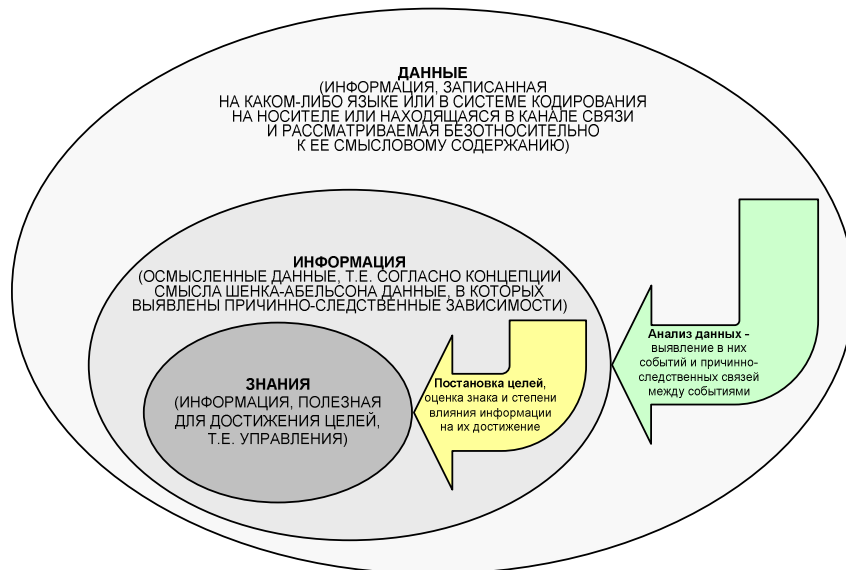 ДАННЫЕ
(ИНФОРМАЦИЯ, ЗАПИСАННАЯ
НА КАКОМ-ЛИБО ЯЗЫКЕ ИЛИ В СИСТЕМЕ КОДИРОВАНИЯ
НА НОСИТЕЛЕ ИЛИ НАХОДЯЩАЯСЯ В КАНАЛЕ СВЯЗИ
И РАССМАТРИВАЕМАЯ БЕЗОТНОСИТЕЛЬНО
К ЕЕ СМЫСЛОВОМУ СОДЕРЖАНИЮ)
ИНФОРМАЦИЯ
(ОСМЫСЛЕННЫЕ ДАННЫЕ, Т.Е. СОГЛАСНО КОНЦЕПЦИИ
СМЫСЛА ШЕНКА-АБЕЛЬСОНА ДАННЫЕ, В КОТОРЫХ
ВЫЯВЛЕНЫ ПРИЧИННО-СЛЕДСТВЕННЫЕ ЗАВИСИМОСТИ)
Анализ данных -
выявление в них
событий и причинно-
следственных связей
между событиями
Постановка целей,
оценка знака и степени
влияния информации
на их достижение
ЗНАНИЯ
(ИНФОРМАЦИЯ, ПОЛЕЗНАЯ
ДЛЯ ДОСТИЖЕНИЯ ЦЕЛЕЙ,
Т.Е. УПРАВЛЕНИЯ)